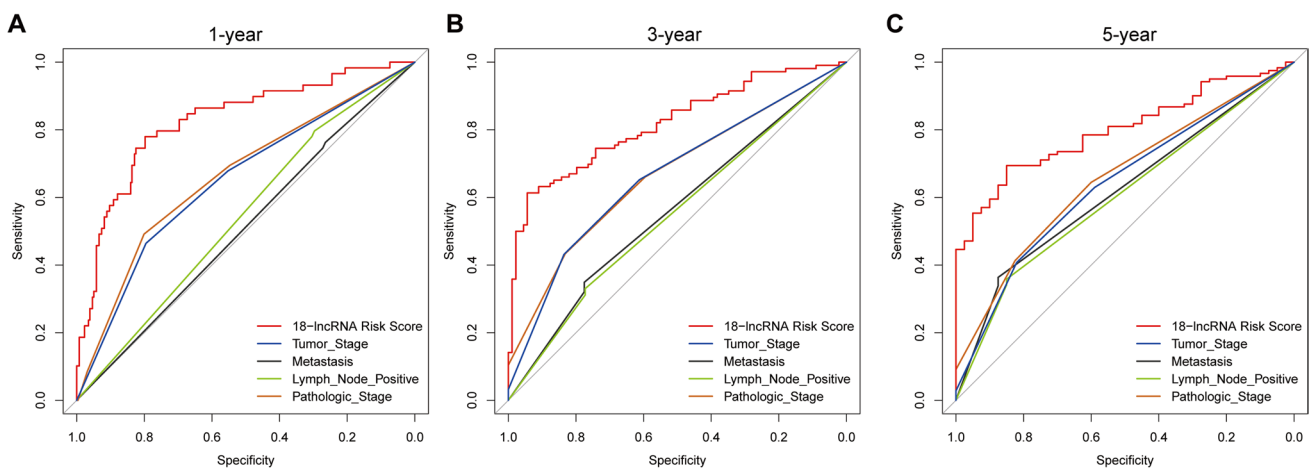 A
1-year
1.0
0.8
0.6
0.4
0.2
0.0
Sensitivity
18-lncRNA Risk Score
Tumor_Stage
Metastasis
Lymph_Node_Positive
Pathologic_Stage
1.0 0.8 0.6 0.4 0.2 0.0
Specificity
B
3-year
1.0
0.8
0.6
0.4
0.2
0.0
Sensitivity
18-lncRNA Risk Score
Tumor_Stage
Metastasis
Lymph_Node_Positive
Pathologic_Stage
1.0 0.8 0.6 0.4 0.2 0.0
Specificity
C
5-year
1.0
0.8
0.6
0.4
0.2
0.0
Sensitivity
18-lncRNA Risk Score
Tumor_Stage
Metastasis
Lymph_Node_Positive
Pathologic_Stage
1.0 0.8 0.6 0.4 0.2 0.0
Specificity